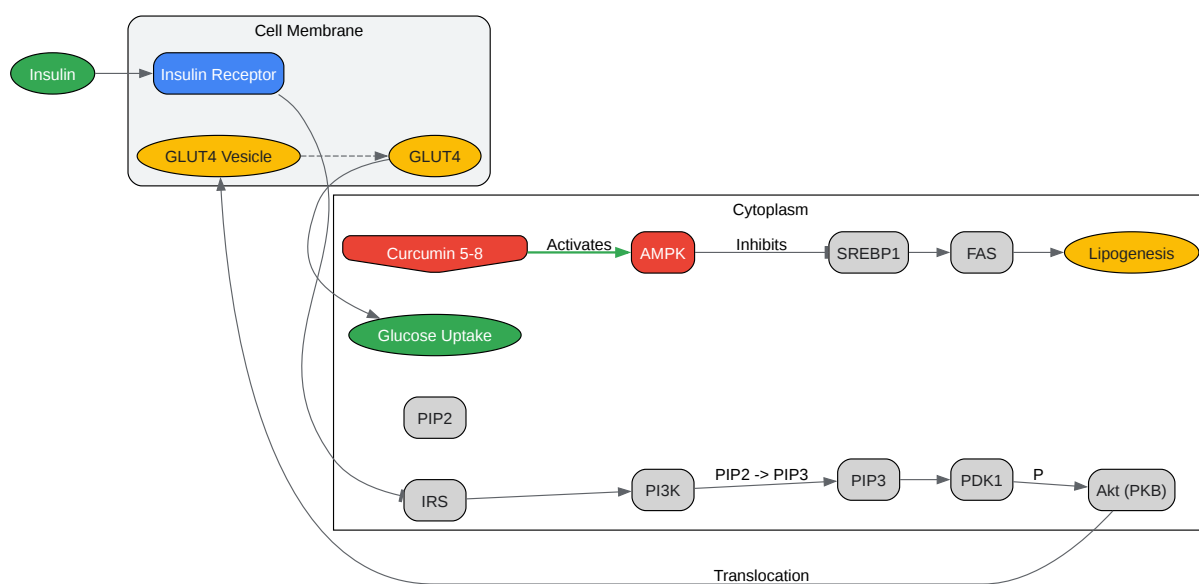 Cell Membrane
Insulin
Insulin Receptor
GLUT4 Vesicle
GLUT4
Cytoplasm
Curcumin 5-8
Activates
AMPK
Inhibits
SREBP1
FAS
Lipogenesis
Glucose Uptake
PIP2
IRS
PI3K
PIP2 -> PIP3
PIP3
PDK1
P
Akt (PKB)
Translocation